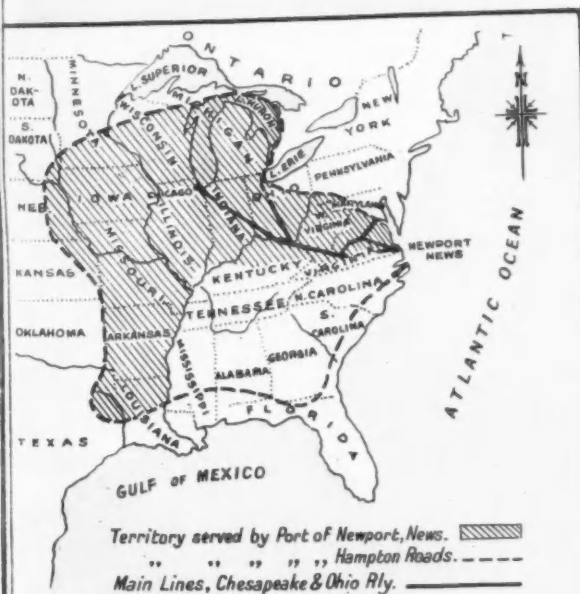 ONTARIO
L. SUPERIOR
N. DAKOTA
MINNESOTA
S. DAKOTA
WISCONSIN
MICHIGAN
L. HURON
NEW YORK
L. ERIE
PENNSYLVANIA
NEB.
IOWA
CHICAGO
ILLINOIS
INDIANA
MARYLAND
W. VIRGINIA
NEWPORT NEWS
KANSAS
MISSOURI
KENTUCKY
VIRGINIA
TENNESSEE
N. CAROLINA
OKLAHOMA
ARKANSAS
S. CAROLINA
MISSISSIPPI
ALABAMA
GEORGIA
LOUISIANA
FLORIDA
TEXAS
ATLANTIC OCEAN
GULF OF MEXICO
N
Territory served by Port of Newport, News.
" " " " " Hampton Roads.
Main Lines, Chesapeake & Ohio Rly.